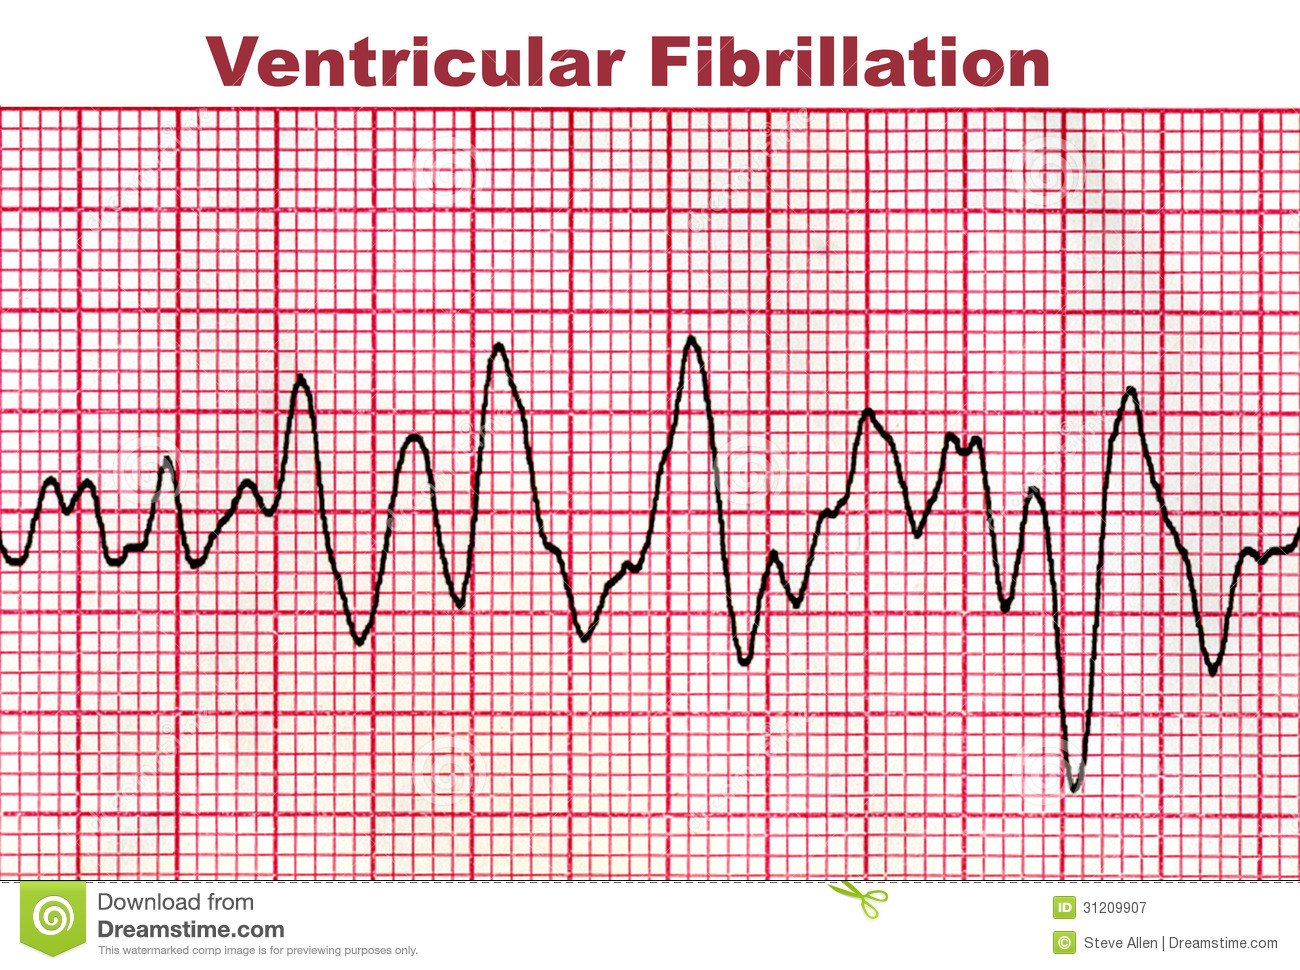 Ventricular Fibrillation
Download from
Dreamstime.com
This watermarked comp image is for previewing purposes only.
ID 31209907
© Steve Allen | Dreamstime.com